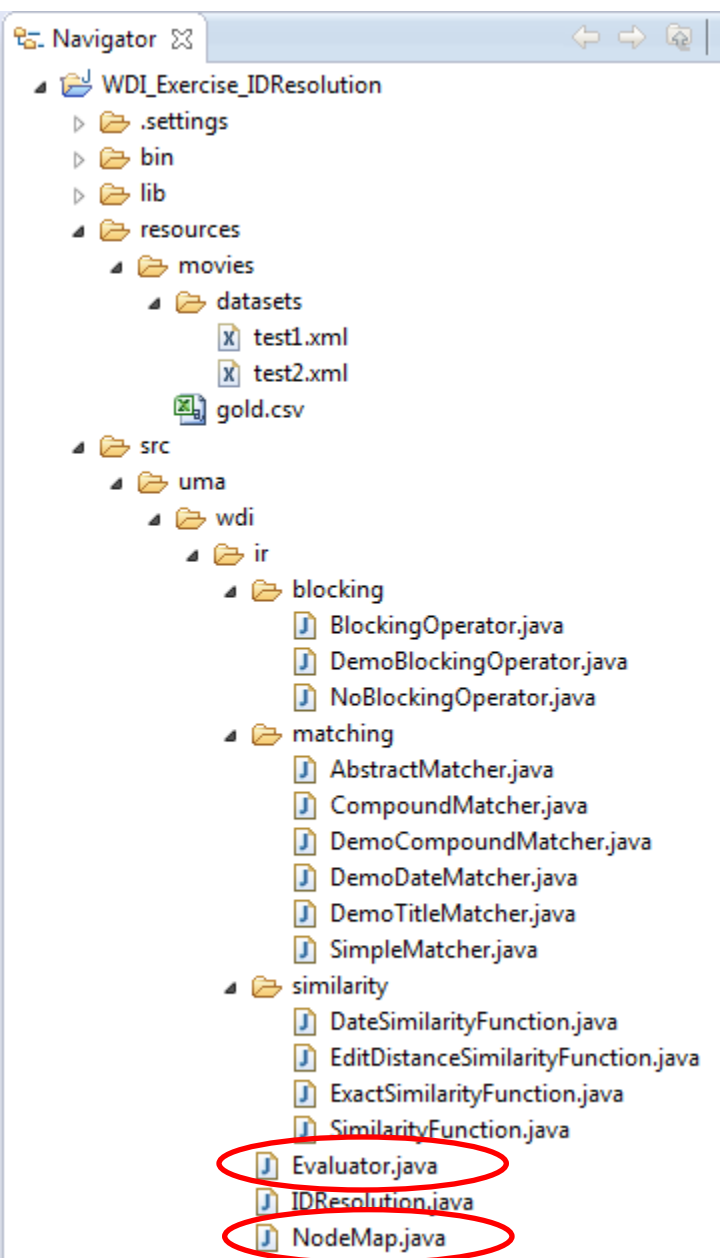 Navigator
WDI_Exercise_IDResolution
.settings
bin
lib
resources
movies
datasets
test1.xml
test2.xml
gold.csv
src
uma
wdi
ir
blocking
BlockingOperator.java
DemoBlockingOperator.java
NoBlockingOperator.java
matching
AbstractMatcher.java
CompoundMatcher.java
DemoCompoundMatcher.java
DemoDateMatcher.java
DemoTitleMatcher.java
SimpleMatcher.java
similarity
DateSimilarityFunction.java
EditDistanceSimilarityFunction.java
ExactSimilarityFunction.java
SimilarityFunction.java
Evaluator.java
IDResolution.java
NodeMap.java